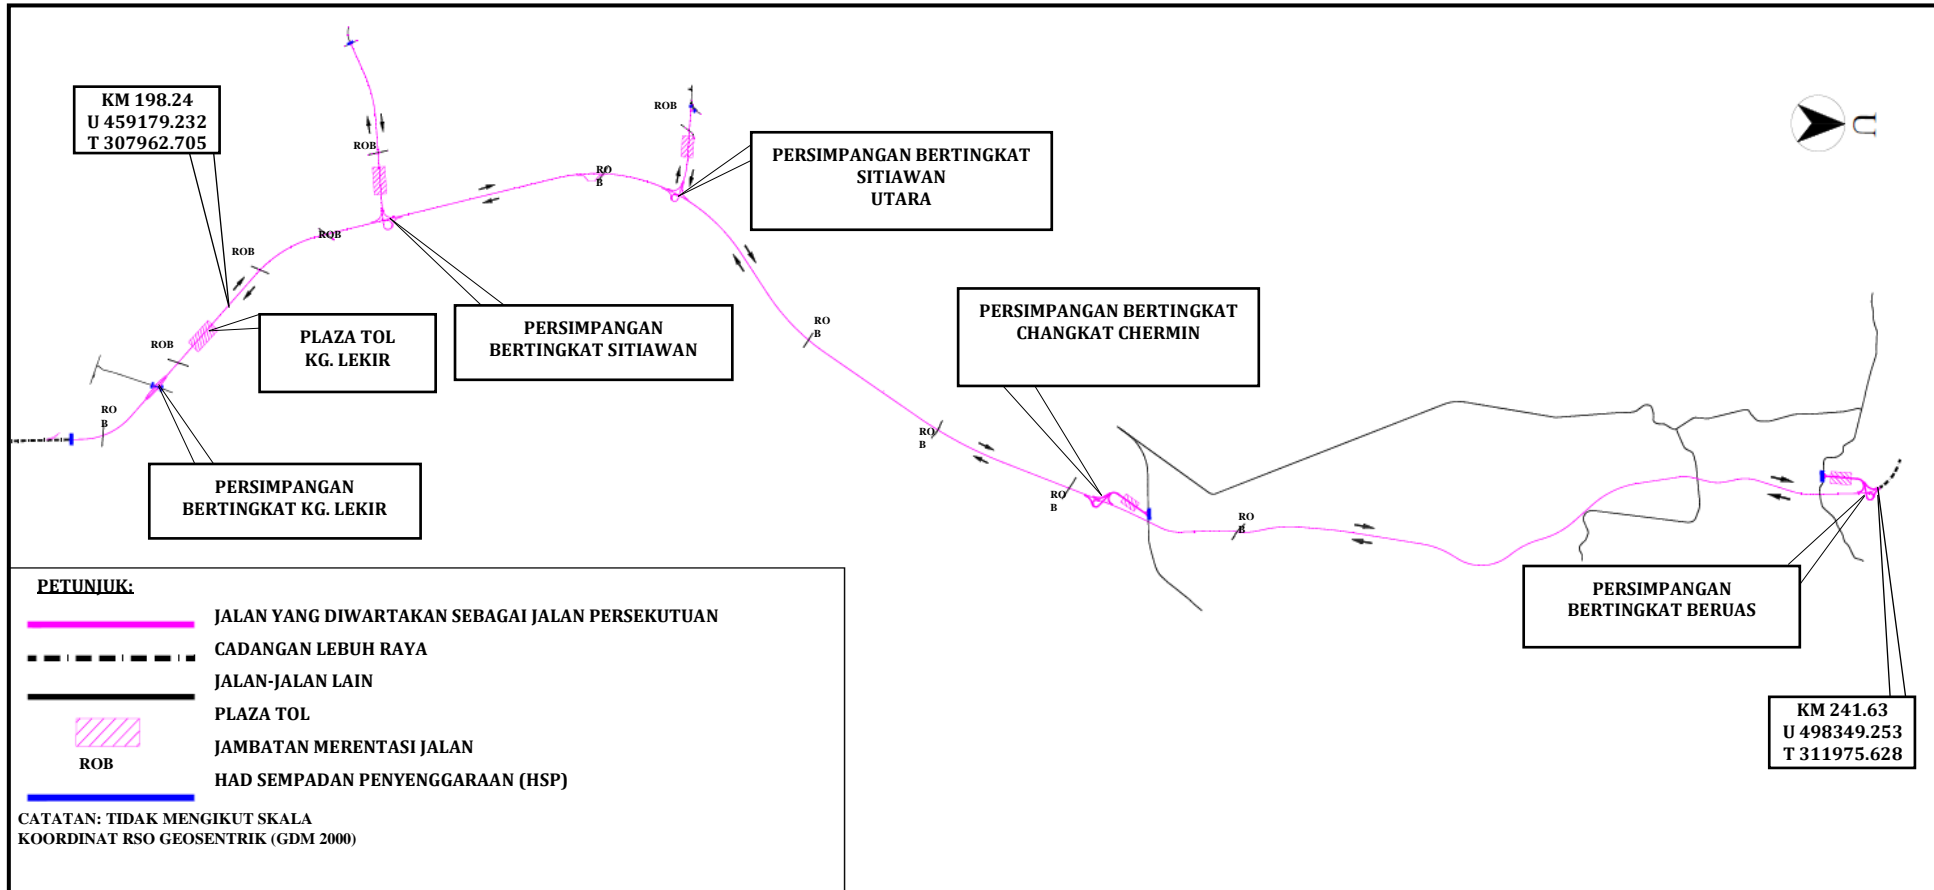 KM 198.24
U 459179.232
T 307962.705
ROB
ROB
PERSIMPANGAN BERTINGKAT
SITIAWAN
UTARA
U
RO
B
ROB
ROB
PERSIMPANGAN
BERTINGKAT SITIAWAN
PLAZA TOL
KG. LEKIR
ROB
RO
B
PERSIMPANGAN BERTINGKAT
CHANGKAT CHERMIN
RO
B
RO
B
RO
B
RO
B
PERSIMPANGAN
BERTINGKAT KG. LEKIR
PERSIMPANGAN
BERTINGKAT BERUAS
KM 241.63
U 498349.253
T 311975.628
PETUNJUK:
JALAN YANG DIWARTAKAN SEBAGAI JALAN PERSEKUTUAN
CADANGAN LEBUH RAYA
JALAN-JALAN LAIN
PLAZA TOL
JAMBATAN MERENTASI JALAN
ROB
HAD SEMPADAN PENYENGGARAAN (HSP)
CATATAN: TIDAK MENGIKUT SKALA
KOORDINAT RSO GEOSENTRIK (GDM 2000)